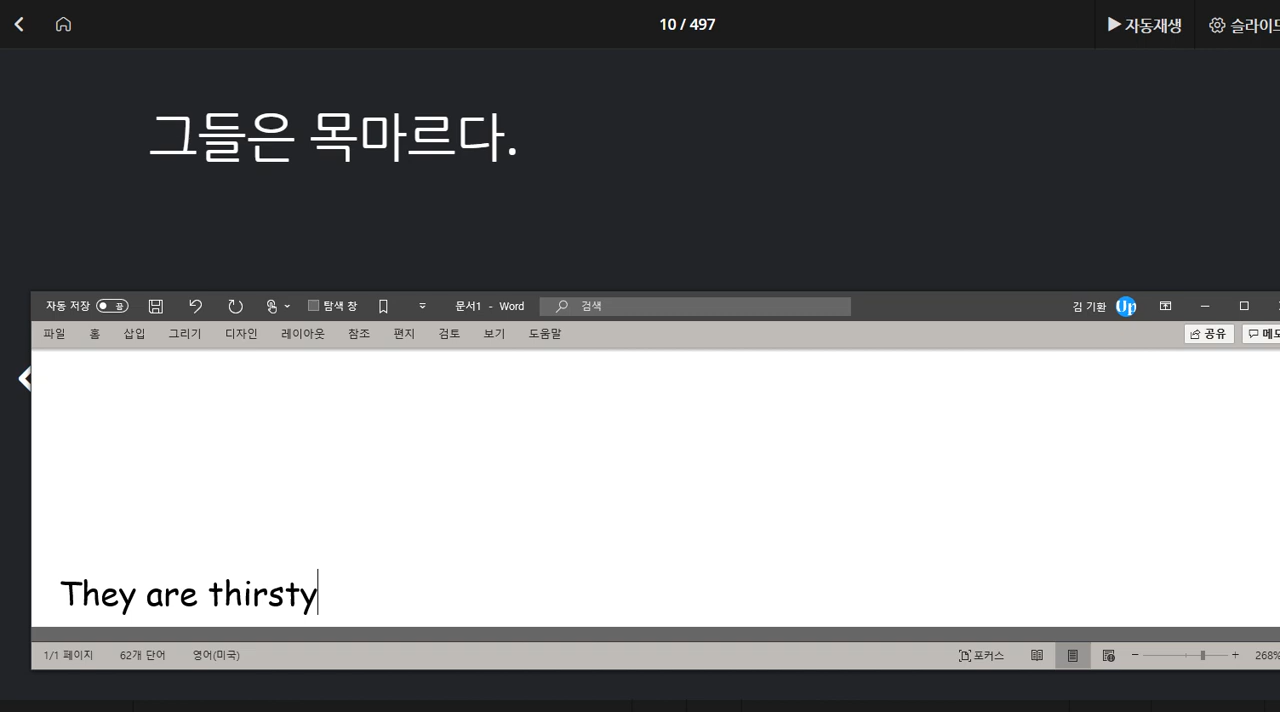 10 / 497
▶ 자동재생
슬라이드
그들은 목마르다.
자동 저장
끔
탐색 창
문서1 - Word
검색
김 기환
Up
파일 홈 삽입 그리기 디자인 레이아웃 참조 편지 검토 보기 도움말
공유
메모
They are thirsty
1/1 페이지 62개 단어 영어(미국)
포커스
268%